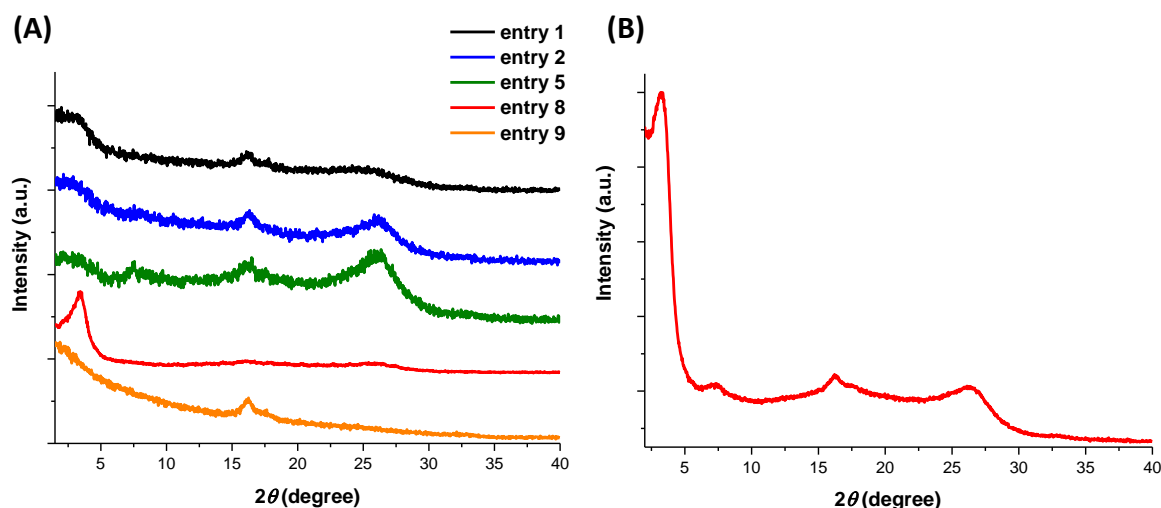 (A)
entry 1
entry 2
entry 5
entry 8
entry 9
Intensity (a.u.)
5 10 15 20 25 30 35 40
2θ (degree)
(B)
Intensity (a.u.)
5 10 15 20 25 30 35 40
2θ (degree)